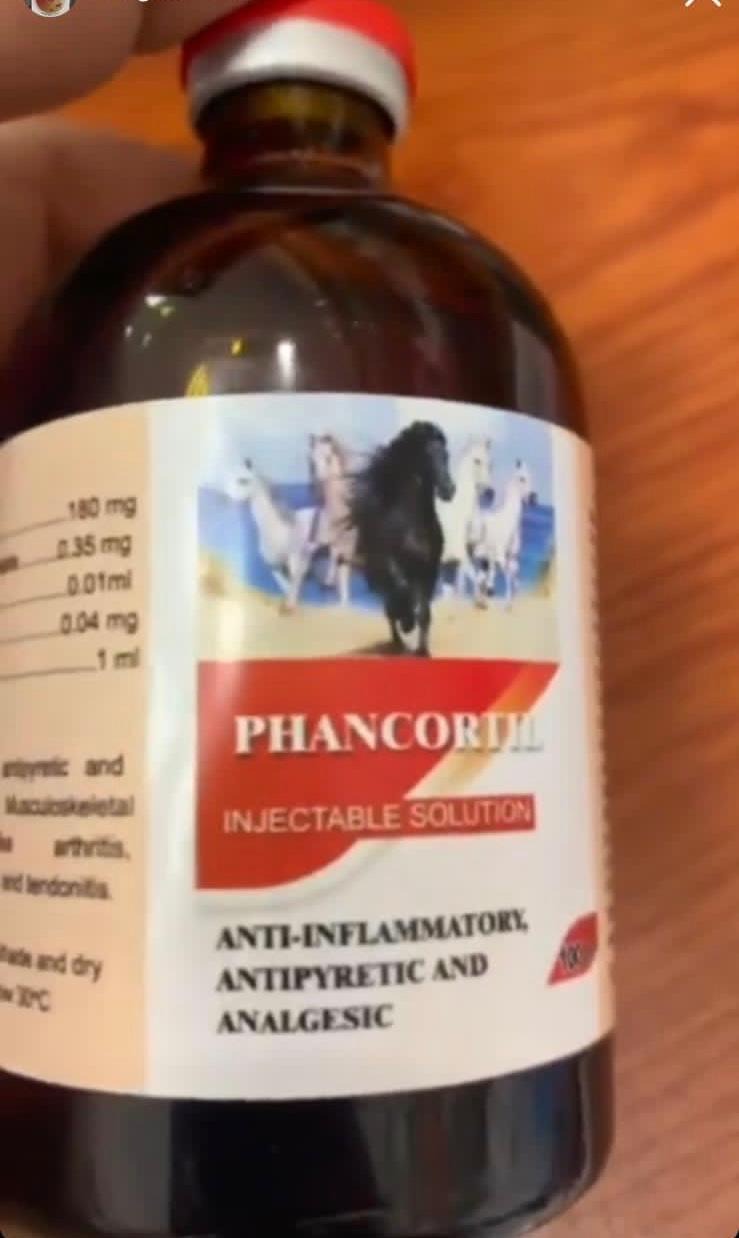 180 mg
0.35 mg
0.01ml
0.04 mg
1 ml
antipyretic and
Musculoskeletal
arthritis,
and tendonitis.
shade and dry
30°C
PHANCORTIL
INJECTABLE SOLUTION
ANTI-INFLAMMATORY,
ANTIPYRETIC AND
ANALGESIC
100